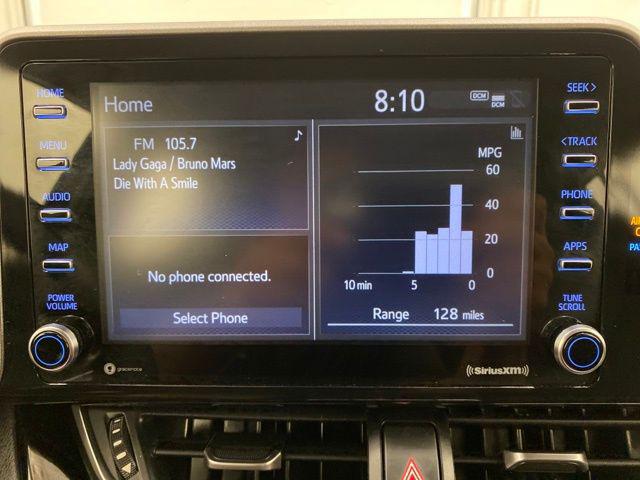 HOME
MENU
AUDIO
MAP
POWER
VOLUME
Home
8:10
DCM
DCM
FM 105.7
Lady Gaga / Bruno Mars
Die With A Smile
No phone connected.
Select Phone
MPG
60
40
20
0
10 min 5 0
Range 128 miles
SEEK >
< TRACK
PHONE
APPS
TUNE
SCROLL
gracenote
SiriusXM